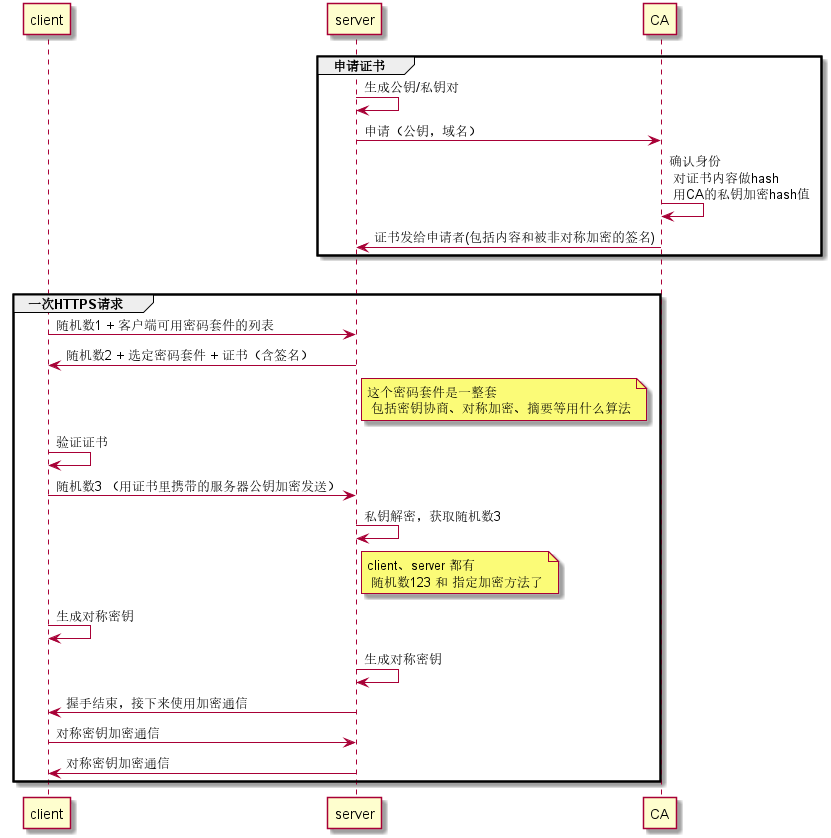 client
server
CA
申请证书
生成公钥/私钥对
申请（公钥，域名）
确认身份
对证书内容做hash
用CA的私钥加密hash值
证书发给申请者(包括内容和被非对称加密的签名)
一次HTTPS请求
随机数1 + 客户端可用密码套件的列表
随机数2 + 选定密码套件 + 证书（含签名）
这个密码套件是一整套
包括密钥协商、对称加密、摘要等用什么算法
验证证书
随机数3 （用证书里携带的服务器公钥加密发送）
私钥解密，获取随机数3
client、server 都有
随机数123 和 指定加密方法了
生成对称密钥
生成对称密钥
握手结束，接下来使用加密通信
对称密钥加密通信
对称密钥加密通信
client
server
CA